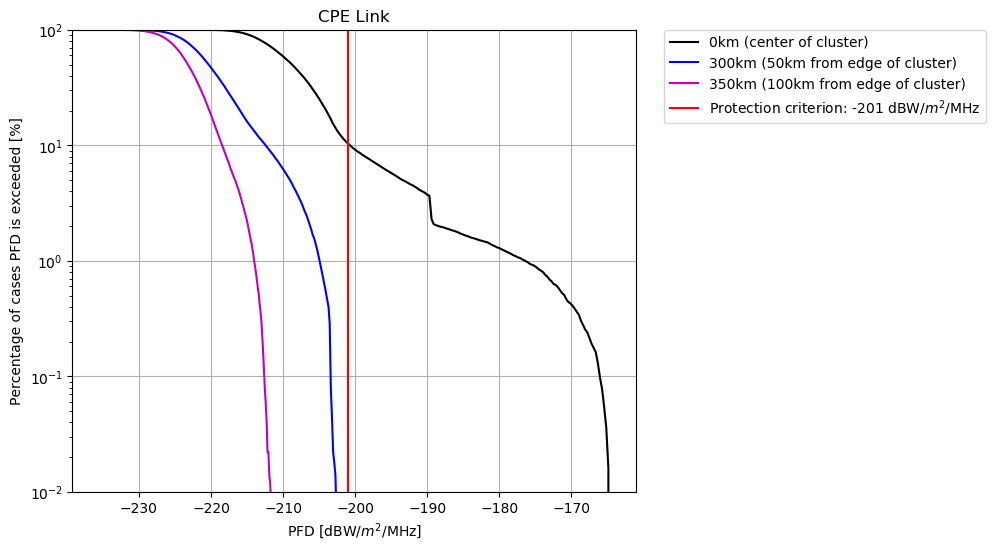 CPE Link
Percentage of cases PFD is exceeded [%]
10²
10¹
10⁰
10⁻¹
10⁻²
−230 −220 −210 −200 −190 −180 −170
PFD [dBW/m²/MHz]
0km (center of cluster)
300km (50km from edge of cluster)
350km (100km from edge of cluster)
Protection criterion: -201 dBW/m²/MHz